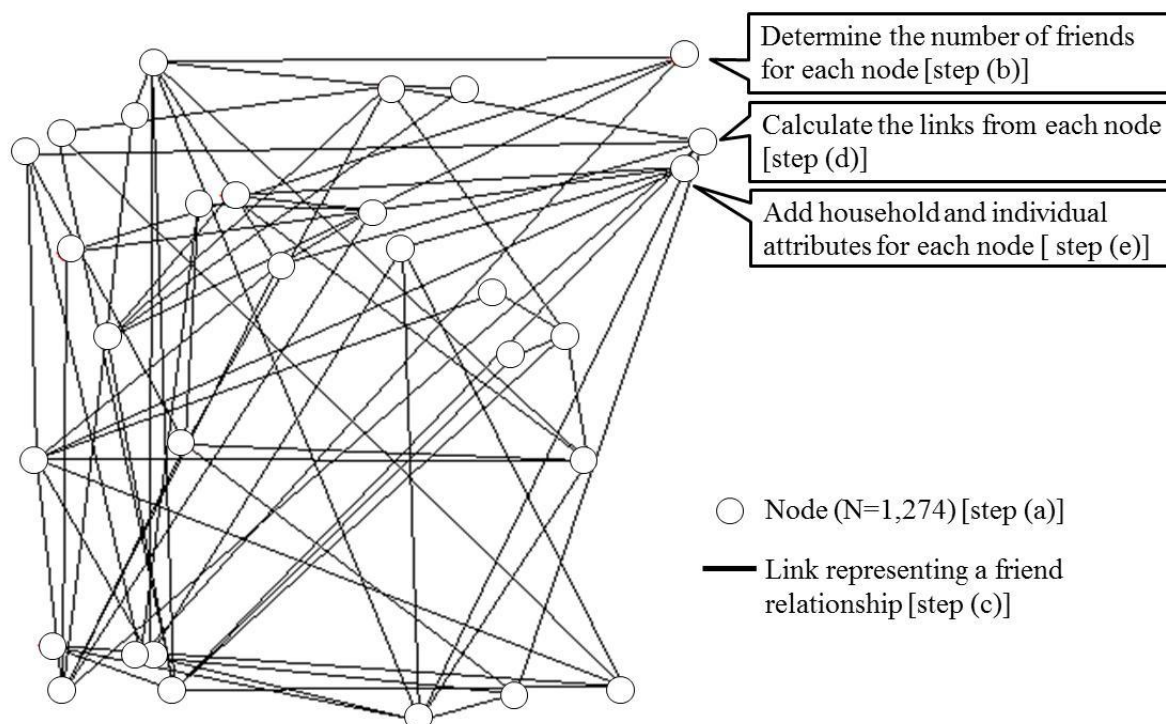 Determine the number of friends
for each node [step (b)]
Calculate the links from each node
[step (d)]
Add household and individual
attributes for each node [ step (e)]
Node (N=1,274) [step (a)]
Link representing a friend
relationship [step (c)]